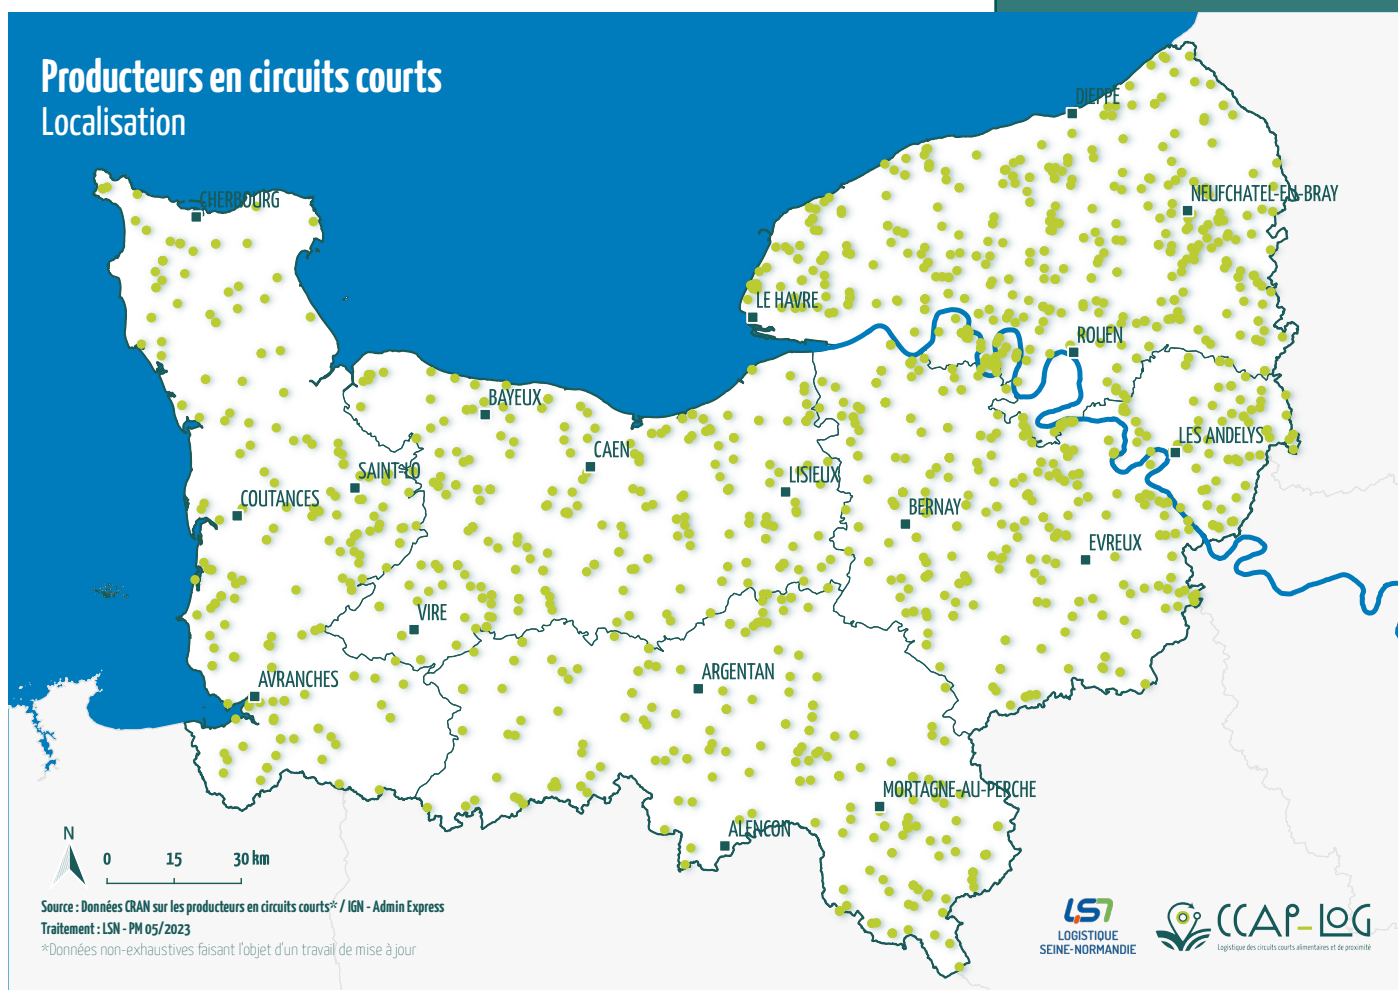 Producteurs en circuits courts
Localisation
DIEPPE
NEUFCHATEL-EN-BRAY
CHERBOURG
LE HAVRE
ROUEN
BAYEUX
CAEN
LES ANDELYS
SAINT-LO
LISIEUX
COUTANCES
BERNAY
EVREUX
VIRE
ARGENTAN
AVRANCHES
MORTAGNE-AU-PERCHE
ALENCON
N
0 15 30 km
Source : Données CRAN sur les producteurs en circuits courts* / IGN - Admin Express
Traitement : LSN - PM 05/2023
*Données non-exhaustives faisant l'objet d'un travail de mise à jour
LSN
LOGISTIQUE
SEINE-NORMANDIE
CCAP-LOG
Logistique des circuits courts alimentaires et de proximité